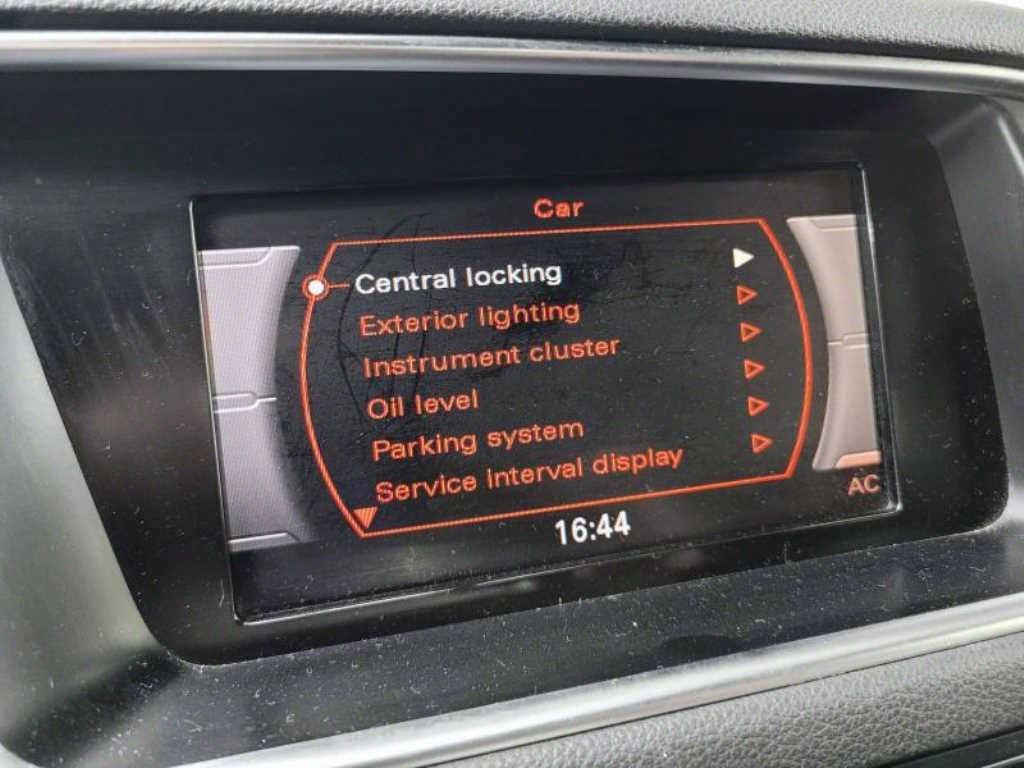 Car
Central locking
Exterior lighting
Instrument cluster
Oil level
Parking system
Service interval display
AC
16:44